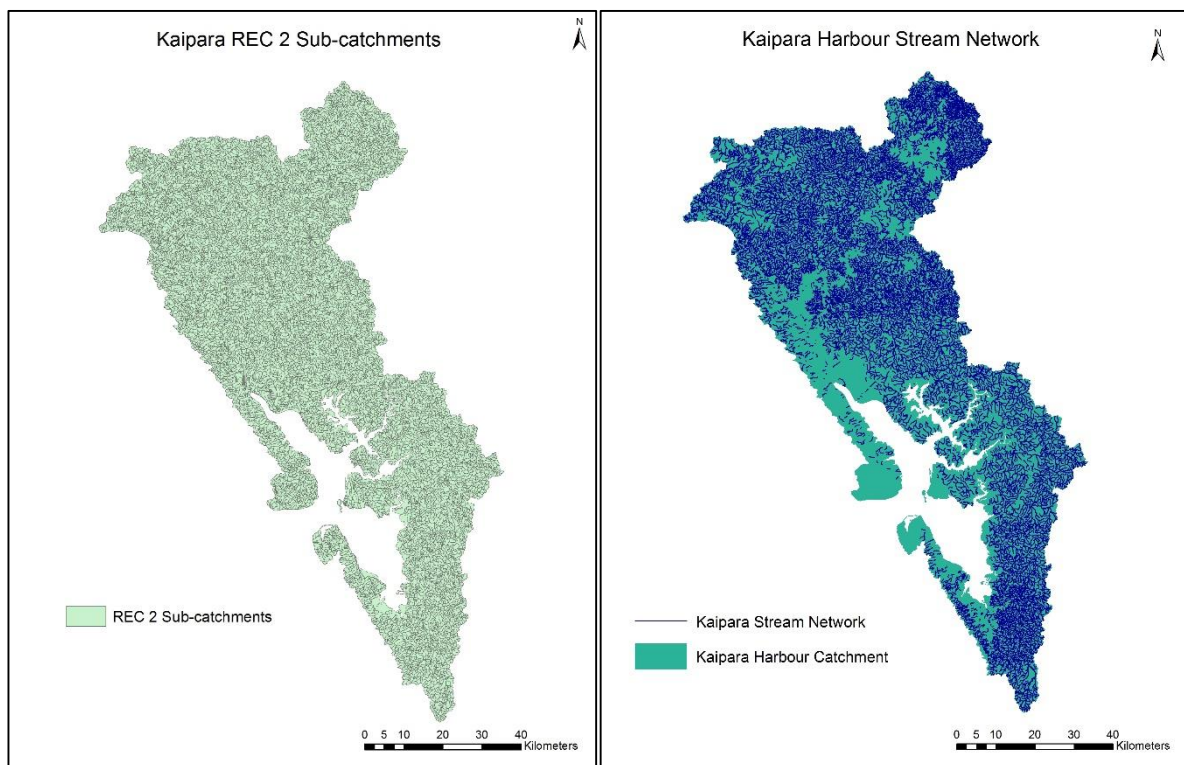 Kaipara REC 2 Sub-catchments
N
REC 2 Sub-catchments
0 5 10 20 30 40
Kilometers
Kaipara Harbour Stream Network
N
Kaipara Stream Network
Kaipara Harbour Catchment
0 5 10 20 30 40
Kilometers